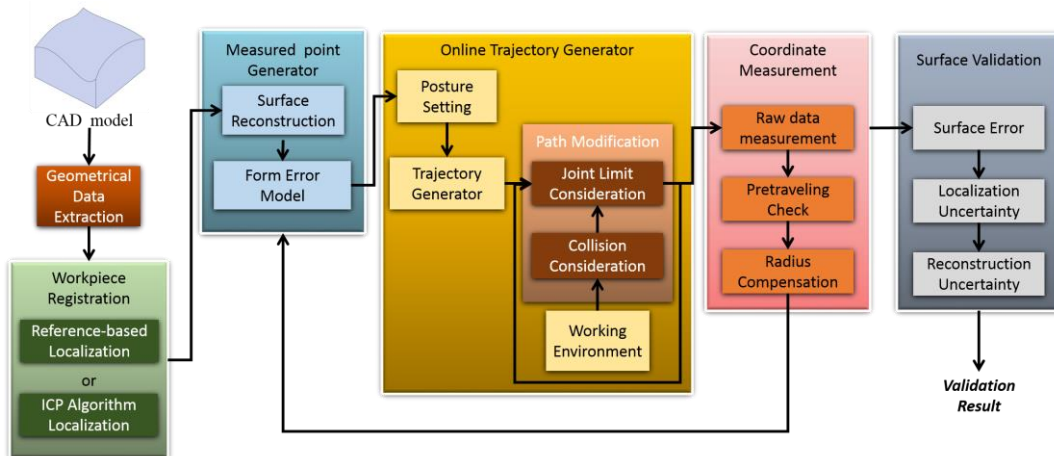 CAD model
Geometrical
Data
Extraction
Workpiece
Registration
Reference-based
Localization
or
ICP Algorithm
Localization
Measured point
Generator
Surface
Reconstruction
Form Error
Model
Online Trajectory Generator
Posture
Setting
Trajectory
Generator
Path Modification
Joint Limit
Consideration
Collision
Consideration
Working
Environment
Coordinate
Measurement
Raw data
measurement
Pretraveling
Check
Radius
Compensation
Surface Validation
Surface Error
Localization
Uncertainty
Reconstruction
Uncertainty
Validation
Result